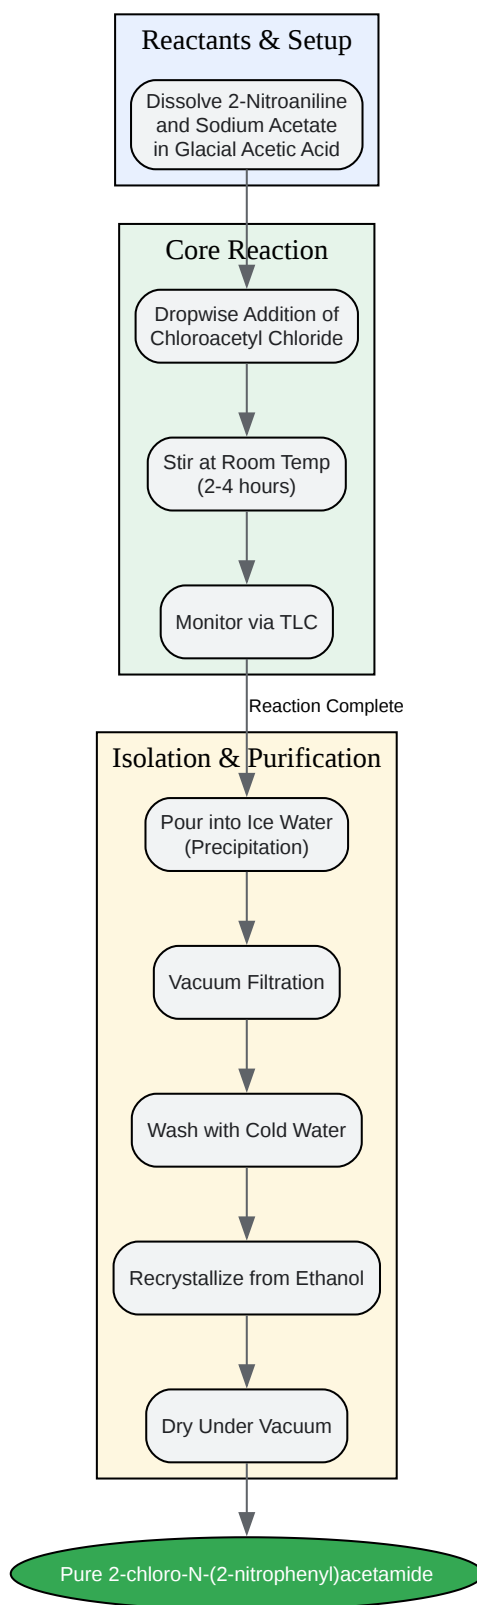 Reactants & Setup
Dissolve 2-Nitroaniline
and Sodium Acetate
in Glacial Acetic Acid
Core Reaction
Dropwise Addition of
Chloroacetyl Chloride
Stir at Room Temp
(2-4 hours)
Monitor via TLC
Reaction Complete
Isolation & Purification
Pour into Ice Water
(Precipitation)
Vacuum Filtration
Wash with Cold Water
Recrystallize from Ethanol
Dry Under Vacuum
Pure 2-chloro-N-(2-nitrophenyl)acetamide